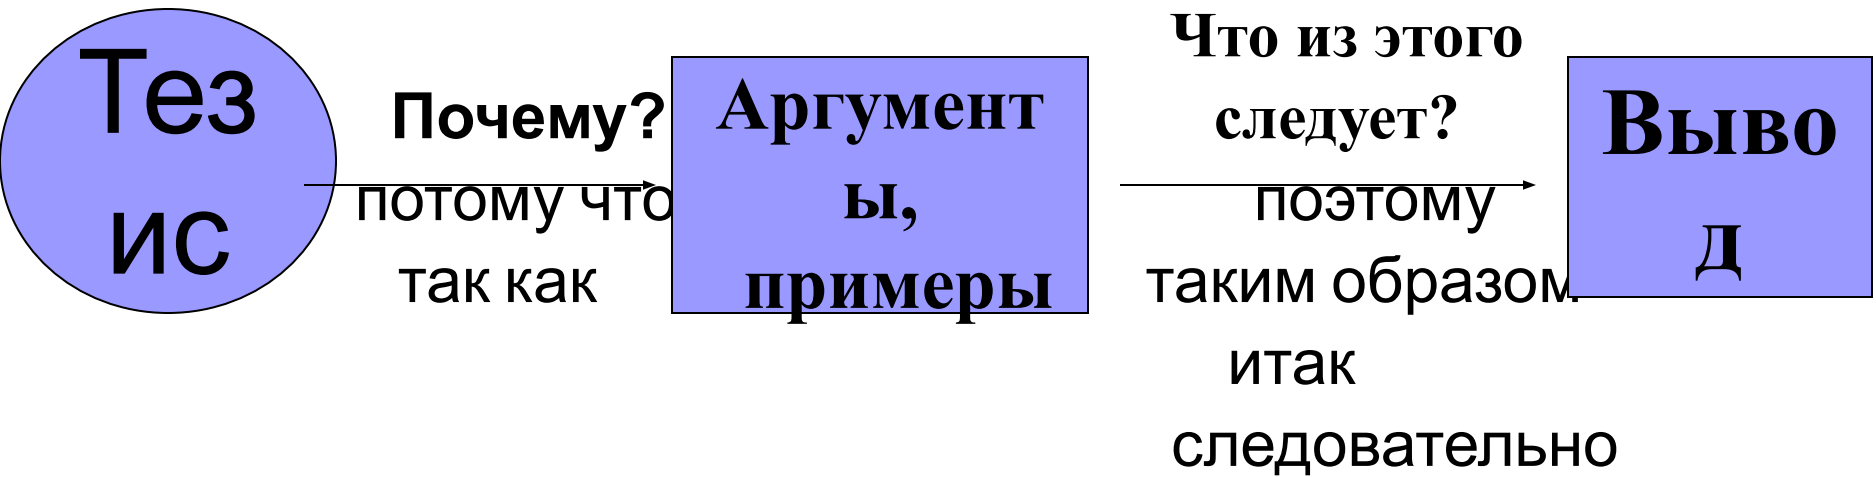 Тез
ис
Почему?
потому что
так как
Аргумент
ы,
примеры
Что из этого
следует?
поэтому
таким образом
итак
следовательно
Выво
д